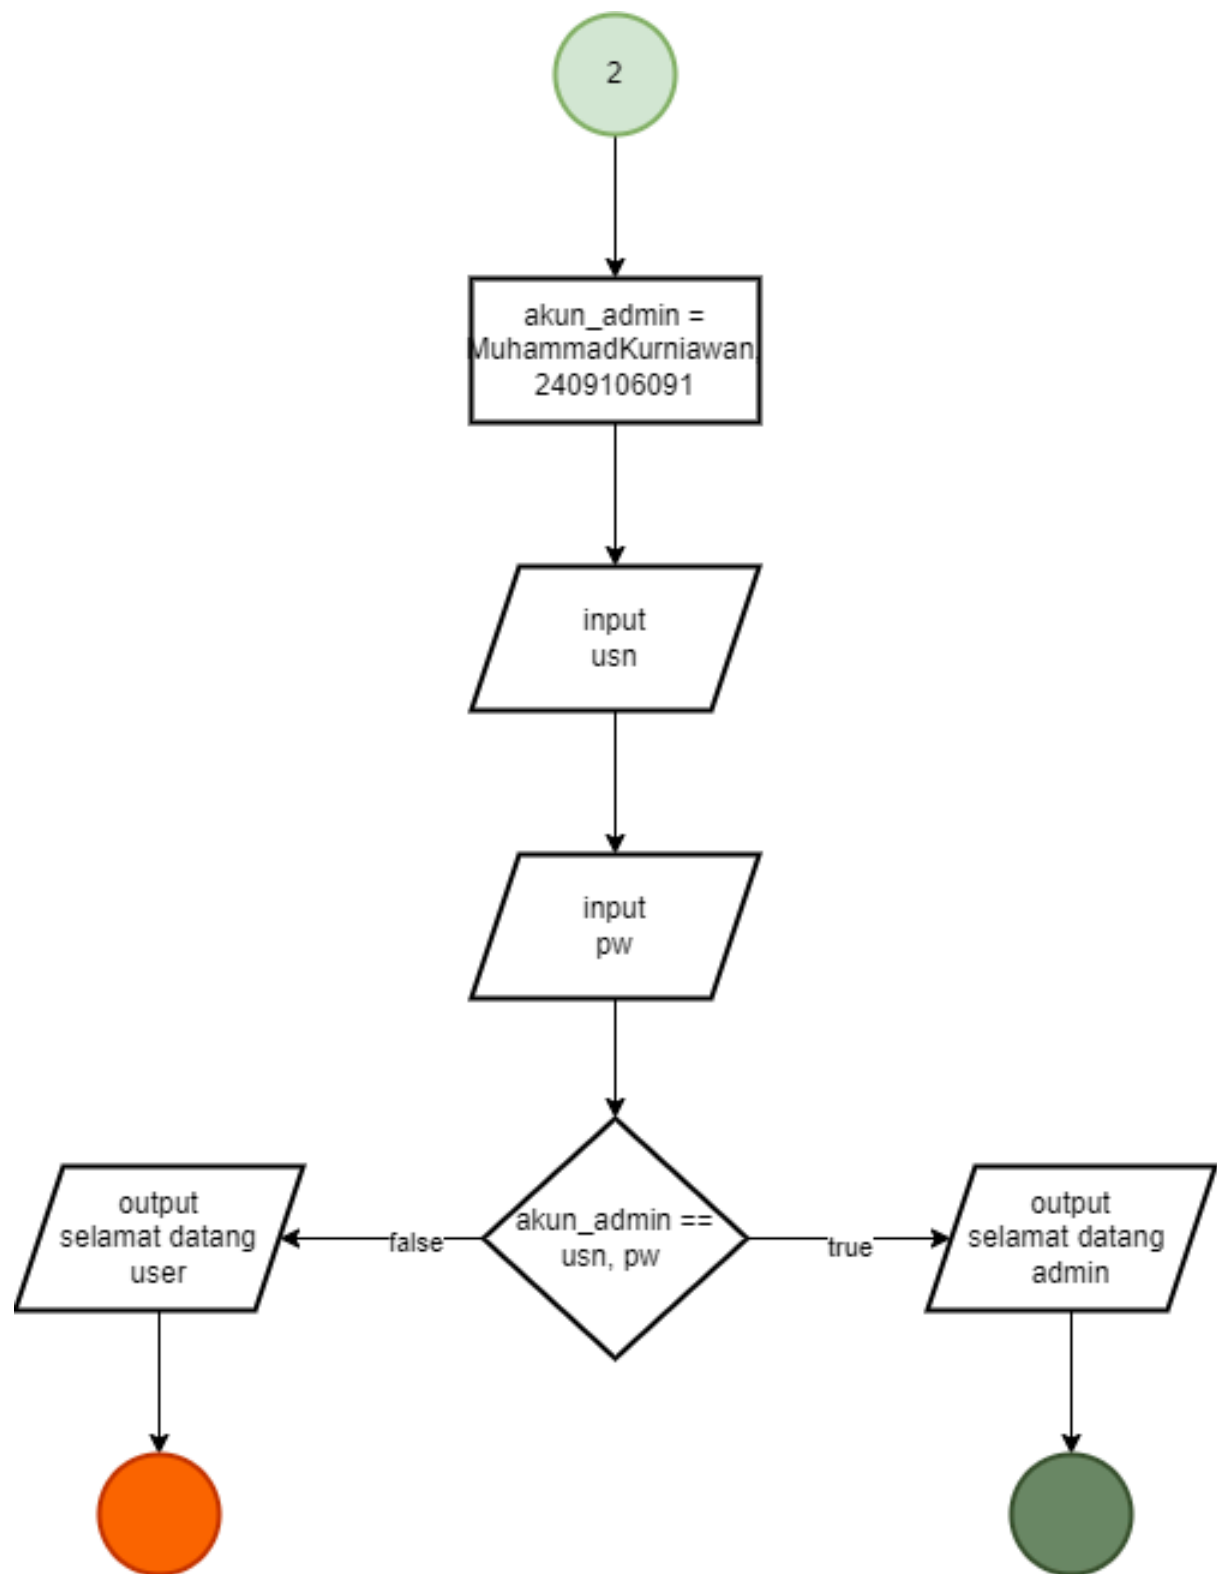 2
akun_admin =
MuhammadKurniawan,
2409106091
input
usn
input
pw
akun_admin ==
usn, pw
false
true
output
selamat datang
user
output
selamat datang
admin